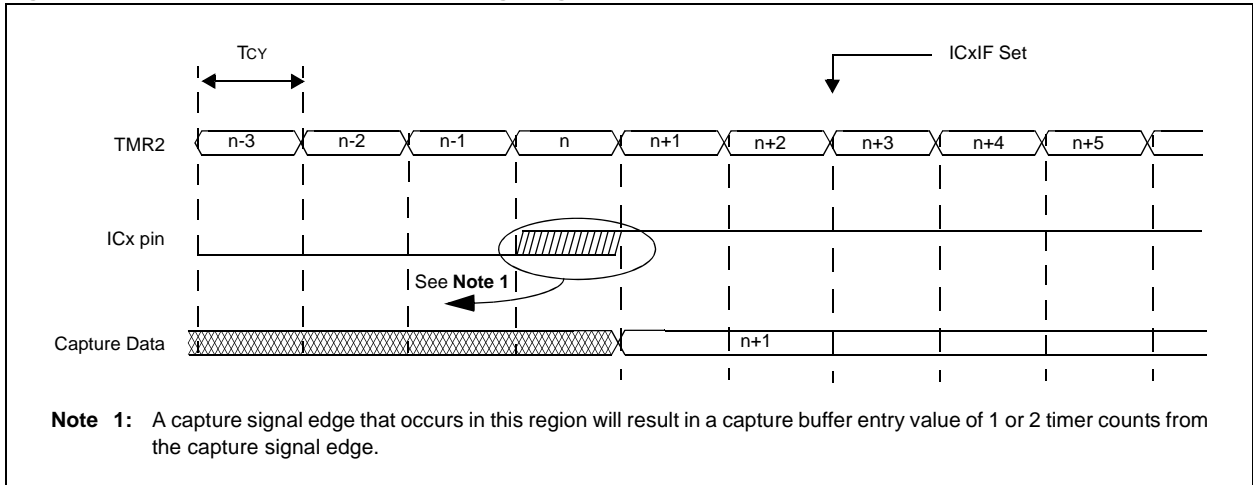 TCY
ICxIF Set
TMR2
n-3 n-2 n-1 n n+1 n+2 n+3 n+4 n+5
ICx pin
See Note 1
Capture Data
n+1
Note 1: A capture signal edge that occurs in this region will result in a capture buffer entry value of 1 or 2 timer counts from
the capture signal edge.